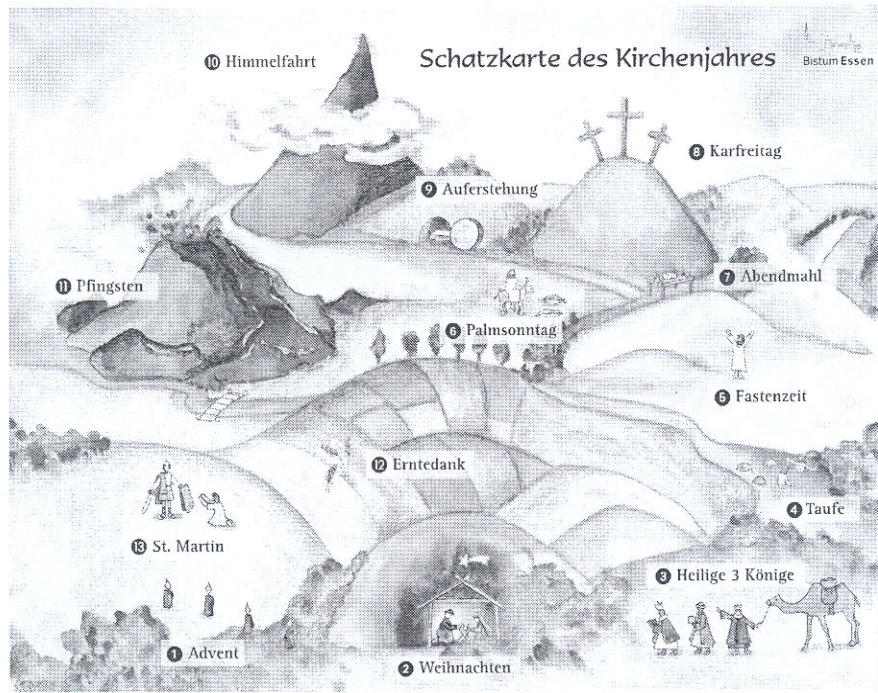 Schatzkarte des Kirchenjahres
Bistum Essen
10 Himmelfahrt
8 Karfreitag
9 Auferstehung
7 Abendmahl
11 Pfingsten
6 Palmsonntag
5 Fastenzeit
12 Erntedank
4 Taufe
13 St. Martin
3 Heilige 3 Könige
1 Advent
2 Weihnachten